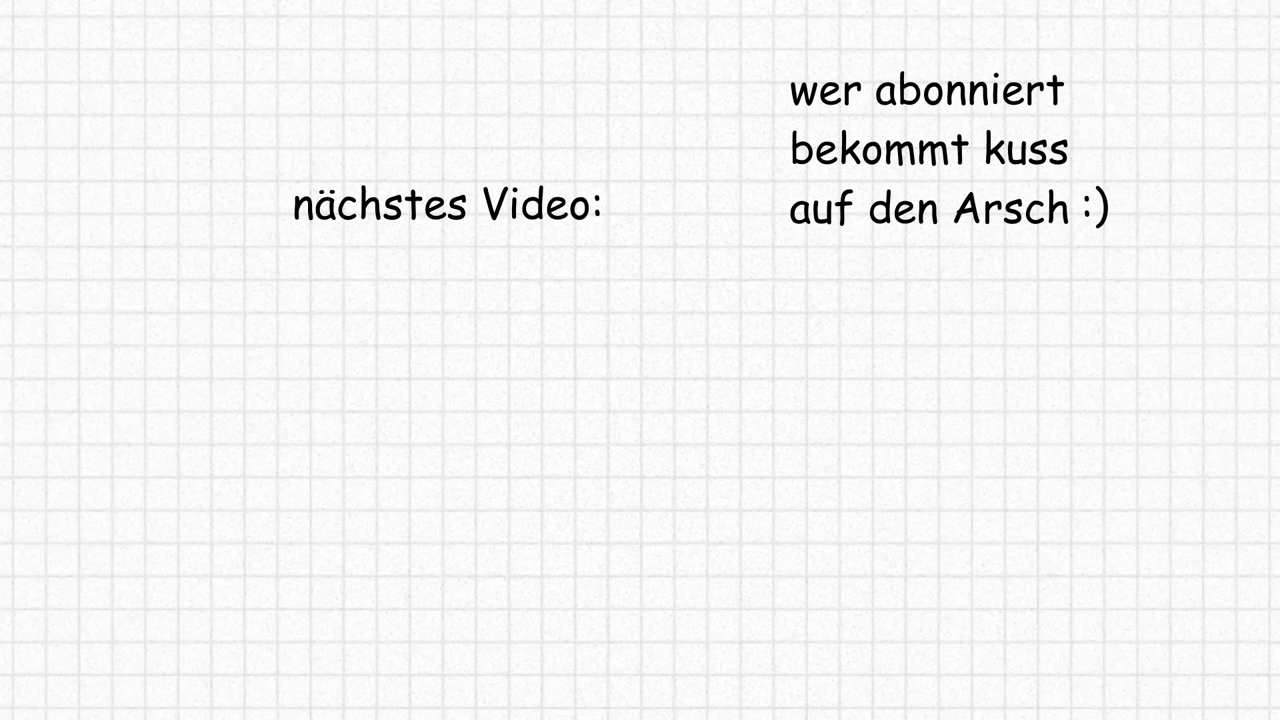 nächstes Video:
wer abonniert
bekommt kuss
auf den Arsch :)